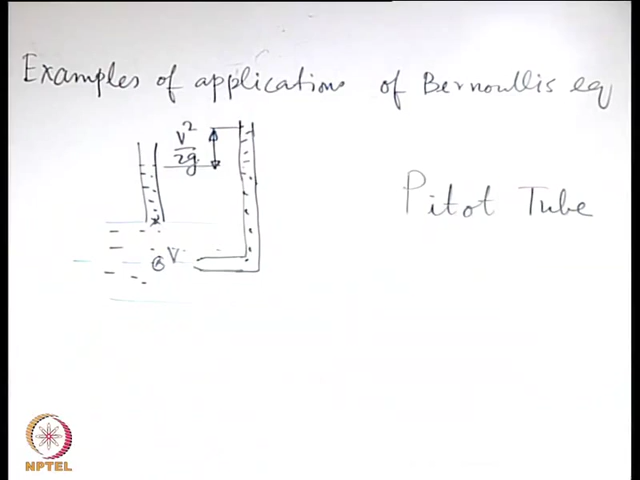 Examples of applications of Bernoullis eq
V²/2g
Pitot Tube
V
NPTEL